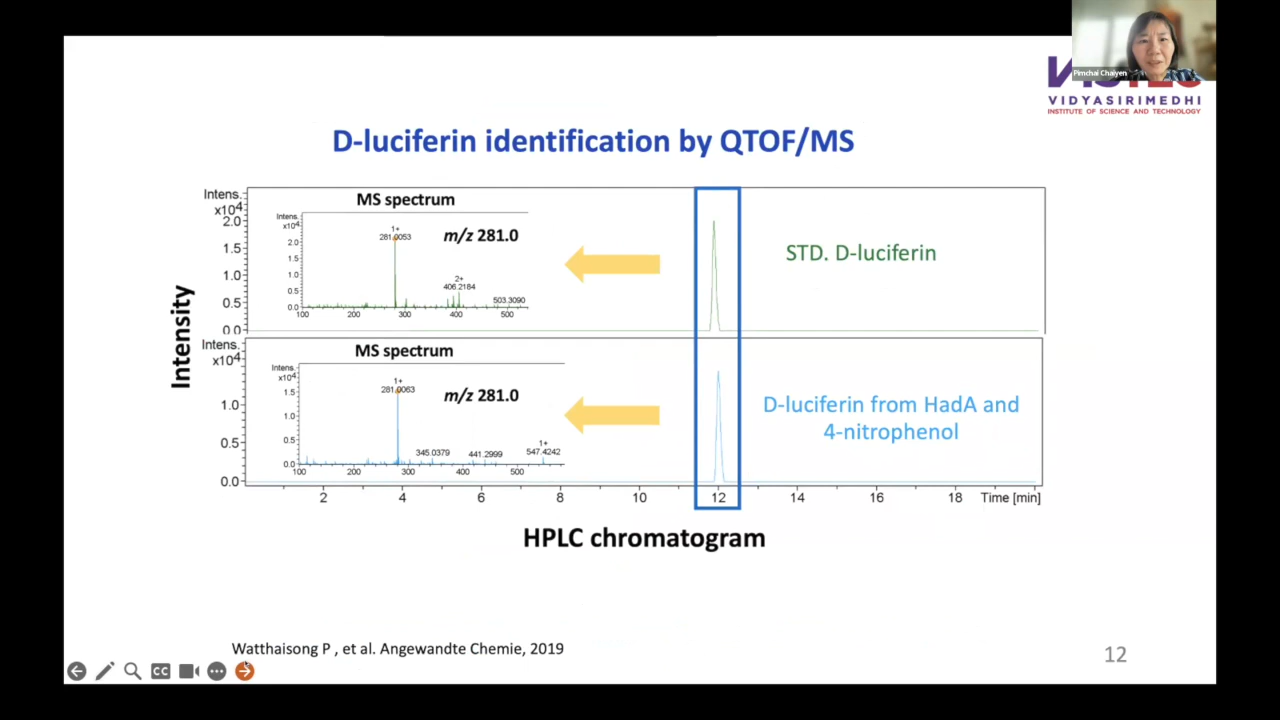 Pimchai Chaiyen
VIDYASIRIMEDHI
INSTITUTE OF SCIENCE AND TECHNOLOGY
D-luciferin identification by QTOF/MS
Intens.
x10⁴
2.0
1.5
1.0
0.5
0.0
MS spectrum
Intens.
x10⁴
2.0
1.5
1.0
0.5
0.0
1+
281.0053
m/z 281.0
2+
406.2184
503.3090
100 200 300 400 500
STD. D-luciferin
Intensity
Intens.
x10⁴
1.0
0.5
0.0
MS spectrum
Intens.
x10⁴
1.5
1.0
0.5
0.0
1+
281.0063
m/z 281.0
345.0379
441.2999
1+
547.4242
100 200 300 400 500
D-luciferin from HadA and
4-nitrophenol
2 4 6 8 10 12 14 16 18 Time [min]
HPLC chromatogram
Watthaisong P , et al. Angewandte Chemie, 2019
12
CC